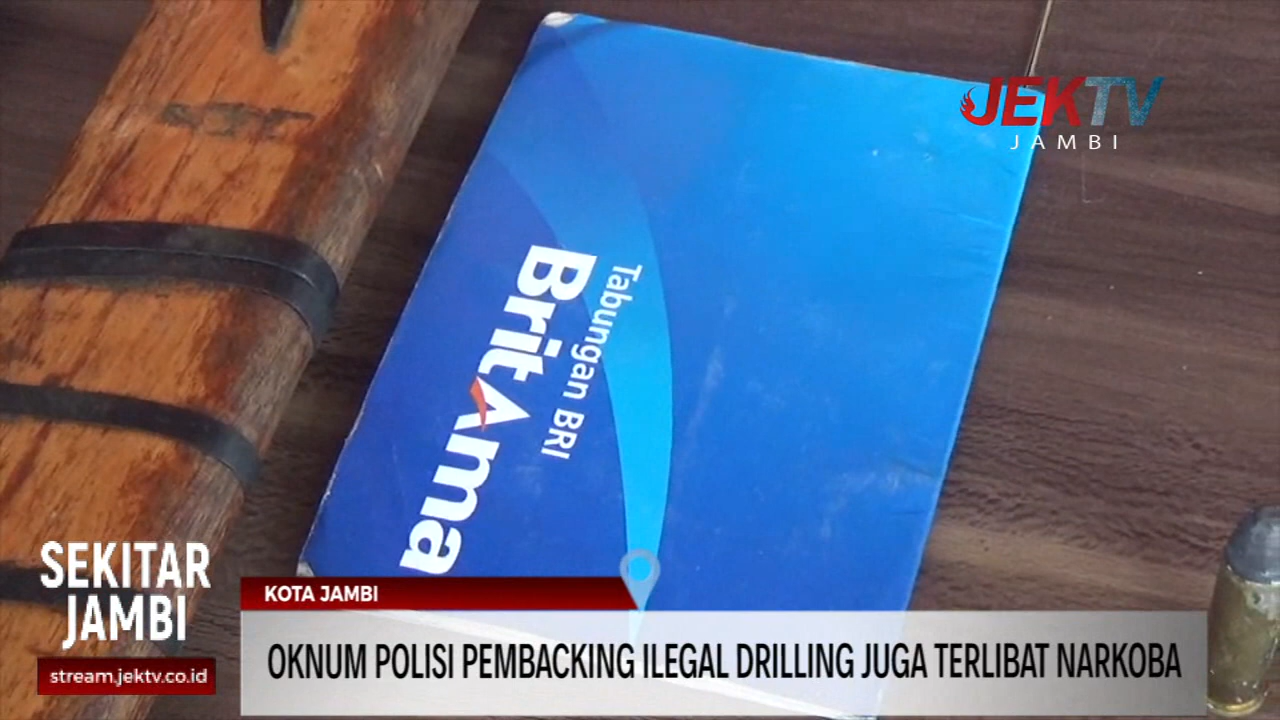 JEKTV
JAMBI
Tabungan BRI
BritAma
SEKITAR
JAMBI
stream.jektv.co.id
KOTA JAMBI
OKNUM POLISI PEMBACKING ILEGAL DRILLING JUGA TERLIBAT NARKOBA